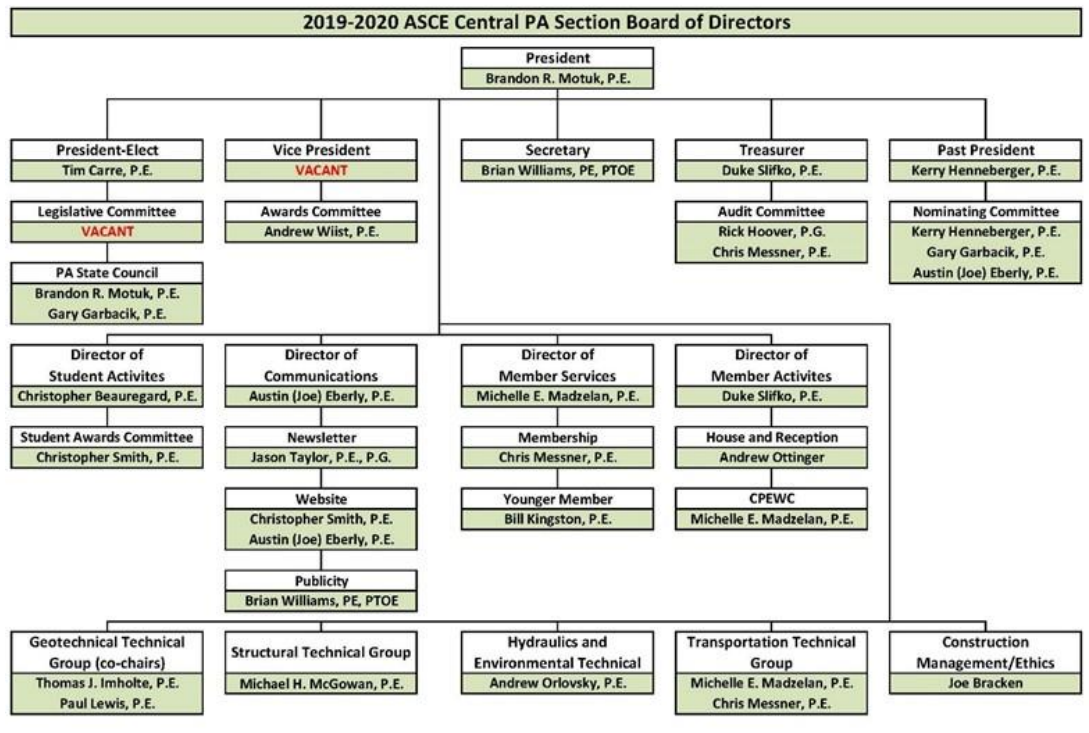 2019-2020 ASCE Central PA Section Board of Directors
President
Brandon R. Motuk, P.E.
President-Elect
Tim Carre, P.E.
Legislative Committee
VACANT
PA State Council
Brandon R. Motuk, P.E.
Gary Garbacik, P.E.
Vice President
VACANT
Awards Committee
Andrew Wiist, P.E.
Secretary
Brian Williams, PE, PTOE
Treasurer
Duke Slifko, P.E.
Audit Committee
Rick Hoover, P.G.
Chris Messner, P.E.
Past President
Kerry Henneberger, P.E.
Nominating Committee
Kerry Henneberger, P.E.
Gary Garbacik, P.E.
Austin (Joe) Eberly, P.E.
Director of
Student Activites
Christopher Beauregard, P.E.
Student Awards Committee
Christopher Smith, P.E.
Director of
Communications
Austin (Joe) Eberly, P.E.
Newsletter
Jason Taylor, P.E., P.G.
Website
Christopher Smith, P.E.
Austin (Joe) Eberly, P.E.
Publicity
Brian Williams, PE, PTOE
Director of
Member Services
Michelle E. Madzelan, P.E.
Membership
Chris Messner, P.E.
Younger Member
Bill Kingston, P.E.
Director of
Member Activites
Duke Slifko, P.E.
House and Reception
Andrew Ottinger
CPEWC
Michelle E. Madzelan, P.E.
Geotechnical Technical
Group (co-chairs)
Thomas J. Imholte, P.E.
Paul Lewis, P.E.
Structural Technical Group
Michael H. McGowan, P.E.
Hydraulics and
Environmental Technical
Andrew Orlovsky, P.E.
Transportation Technical
Group
Michelle E. Madzelan, P.E.
Chris Messner, P.E.
Construction
Management/Ethics
Joe Bracken